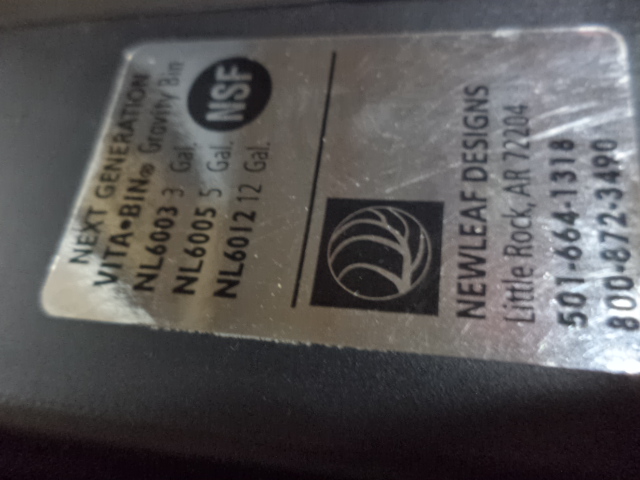 NEXT GENERATION
VITA•BIN® Gravity Bin
NL6003 3 Gal.
NL6005 5 Gal.
NL6012 12 Gal.
NSF
NEWLEAF DESIGNS
Little Rock, AR 72204
501-664-1318
800-872-3490